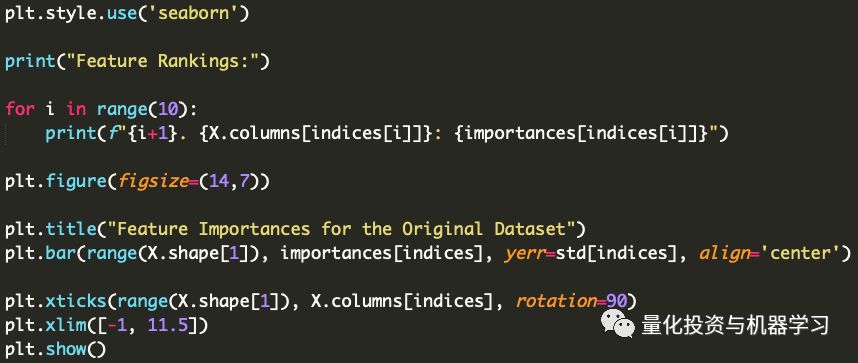 plt.style.use('seaborn')
print("Feature Rankings:")
for i in range(10):
    print(f"{i+1}. {X.columns[indices[i]]}: {importances[indices[i]]}")
plt.figure(figsize=(14,7))
plt.title("Feature Importances for the Original Dataset")
plt.bar(range(X.shape[1]), importances[indices], yerr=std[indices], align='center')
plt.xticks(range(X.shape[1]), X.columns[indices], rotation=90)
plt.xlim([-1, 11.5])
量化投资与机器学习
plt.show()